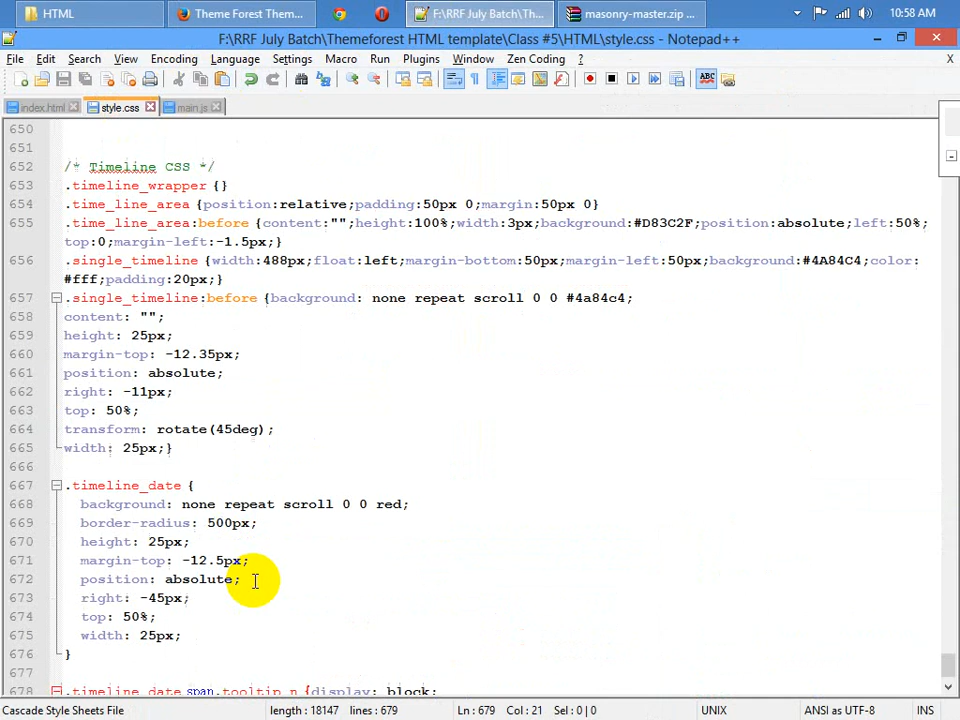 HTML
Theme Forest Them...
F:\RRF July Batch\Th...
masonry-master.zip ...
10:58 AM
F:\RRF July Batch\Themeforest HTML template\Class #5\HTML\style.css - Notepad++
File Edit Search View Encoding Language Settings Macro Run Plugins Window Zen Coding ? X
index.html style.css main.js
650
651
652 /* Timeline CSS */
653 .timeline_wrapper {}
654 .time_line_area {position:relative;padding:50px 0;margin:50px 0}
655 .time_line_area:before {content:"";height:100%;width:3px;background:#D83C2F;position:absolute;left:50%;
top:0;margin-left:-1.5px;}
656 .single_timeline {width:488px;float:left;margin-bottom:50px;margin-left:50px;background:#4A84C4;color:
#fff;padding:20px;}
657 .single_timeline:before {background: none repeat scroll 0 0 #4a84c4;
658 content: "";
659 height: 25px;
660 margin-top: -12.35px;
661 position: absolute;
662 right: -11px;
663 top: 50%;
664 transform: rotate(45deg);
665 width: 25px;}
666
667 .timeline_date {
668 background: none repeat scroll 0 0 red;
669 border-radius: 500px;
670 height: 25px;
671 margin-top: -12.5px;
672 position: absolute;
673 right: -45px;
674 top: 50%;
675 width: 25px;
676 }
677
678 .timeline_date span.tooltip_n {display: block;
Cascade Style Sheets File length : 18147 lines : 679 Ln : 679 Col : 21 Sel : 0 | 0 UNIX ANSI as UTF-8 INS